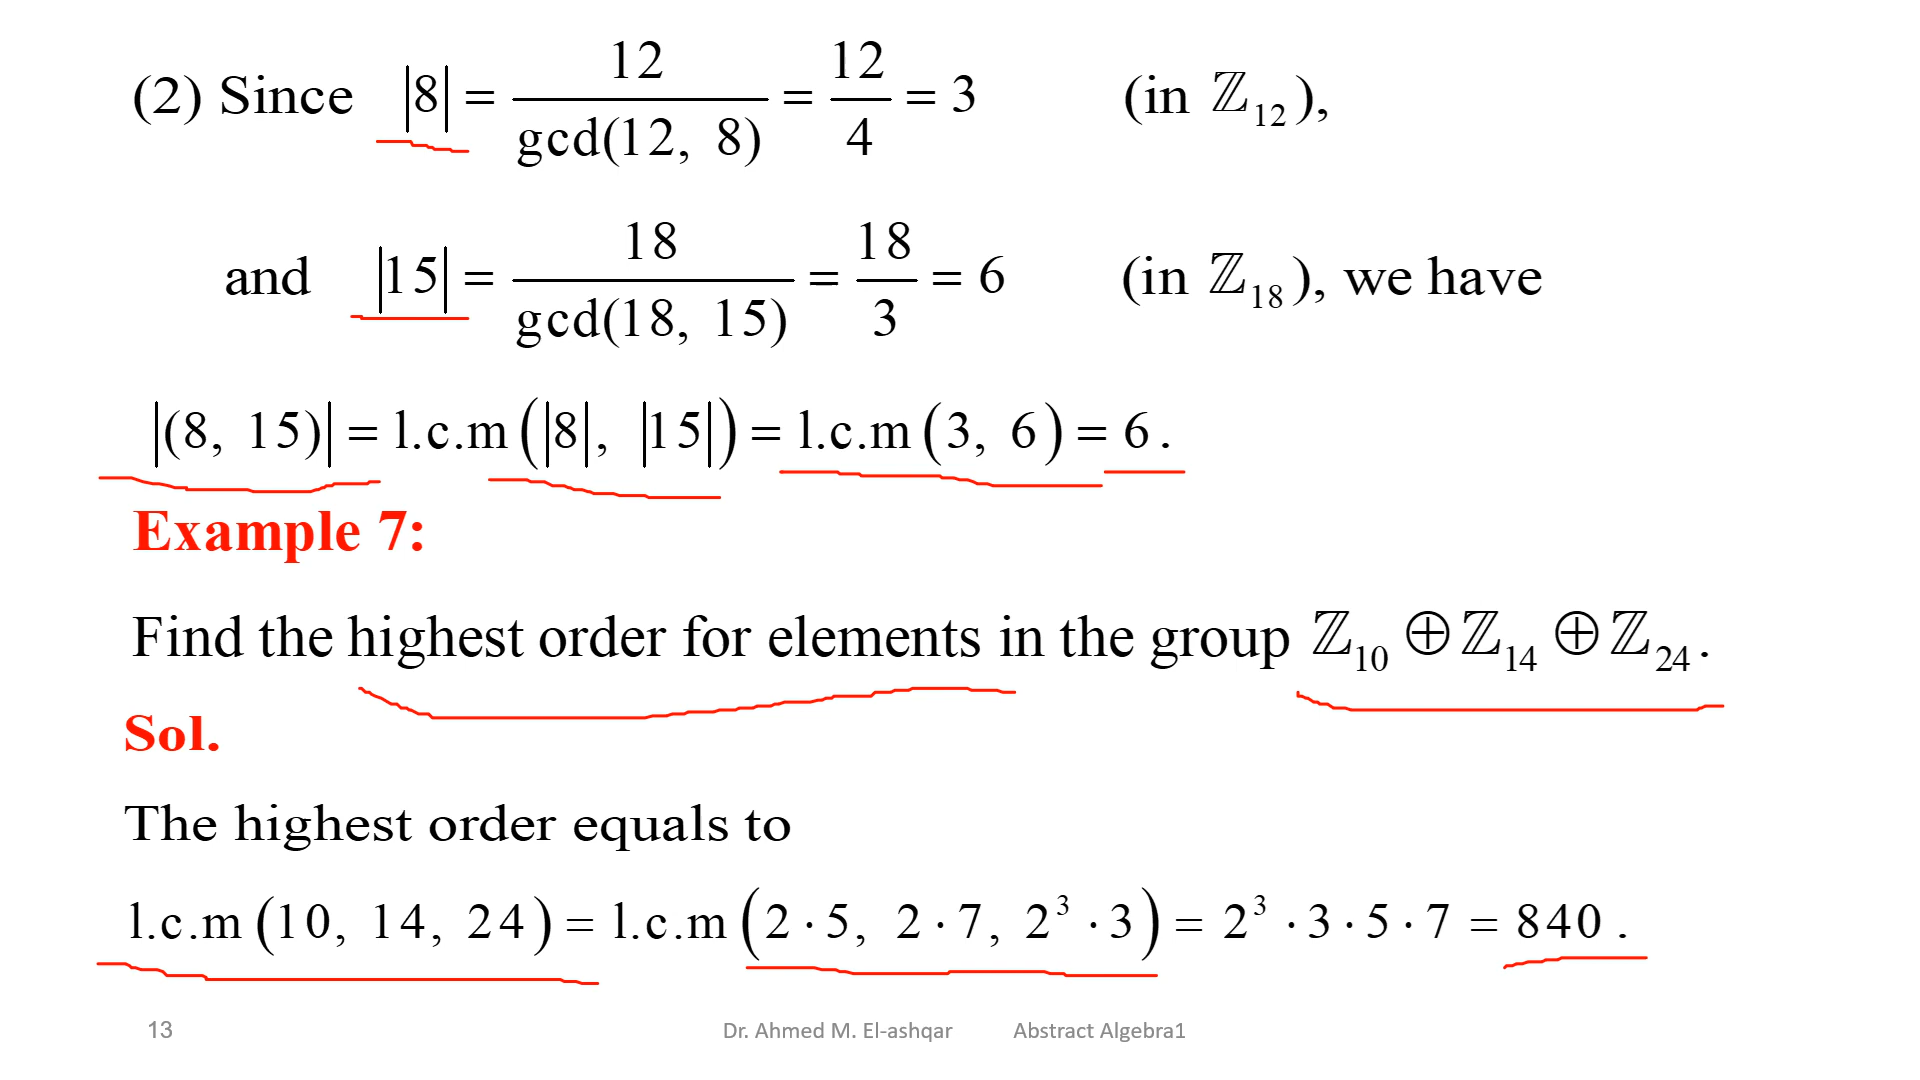 (2) Since |8| = 12/gcd(12, 8) = 12/4 = 3 (in ℤ₁₂),
and |15| = 18/gcd(18, 15) = 18/3 = 6 (in ℤ₁₈), we have
|(8, 15)| = l.c.m(|8|, |15|) = l.c.m(3, 6) = 6.
Example 7:
Find the highest order for elements in the group ℤ₁₀ ⊕ ℤ₁₄ ⊕ ℤ₂₄.
Sol.
The highest order equals to
l.c.m(10, 14, 24) = l.c.m(2 · 5, 2 · 7, 2³ · 3) = 2³ · 3 · 5 · 7 = 840.
13 Dr. Ahmed M. El-ashqar Abstract Algebra1